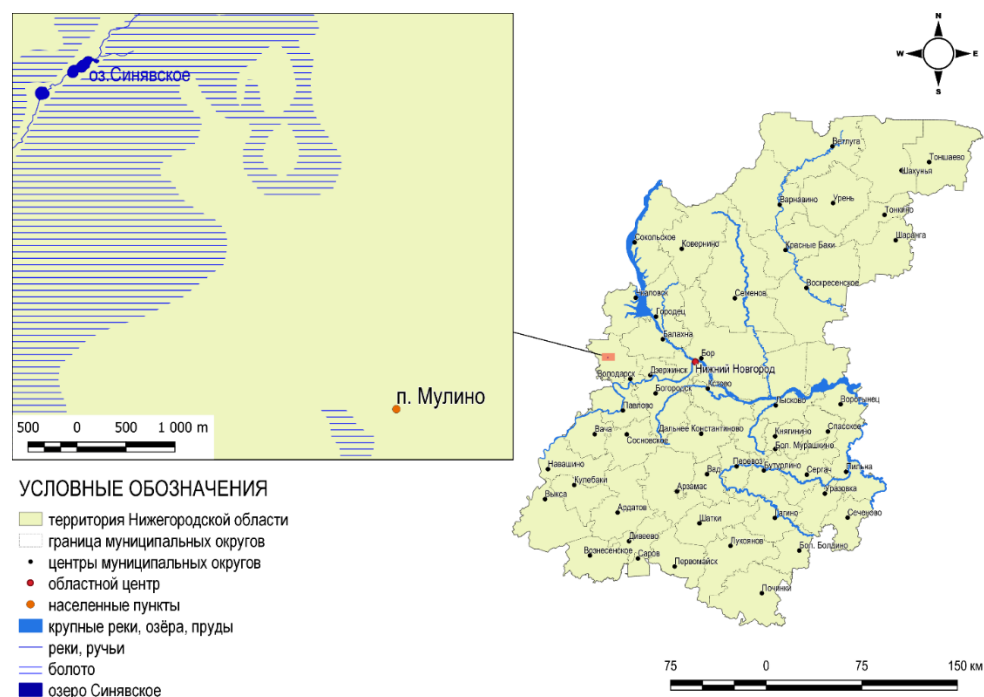 оз.Синявское
п. Мулино
500 0 500 1 000 m
УСЛОВНЫЕ ОБОЗНАЧЕНИЯ
территория Нижегородской области
граница муниципальных округов
центры муниципальных округов
областной центр
населенные пункты
крупные реки, озёра, пруды
реки, ручьи
болото
озеро Синявское
N
W E
S
Ветлуга
Тоншаево
Шахунья
Варнавино
Урень
Тонкино
Шаранга
Сокольское
Ковернино
Красные Баки
Воскресенское
Чкаловск
Семенов
Городец
Балахна
Бор
Нижний Новгород
Володарск
Дзержинск
Богородск
Кстово
Павлово
Лысково
Воротынец
Вача
Сосновское
Дальнее Константиново
Княгинино
Спасское
Бол. Мурашкино
Навашино
Кулебаки
Выкса
Вад
Перевоз
Бутурлино
Сергач
Пильна
Арзамас
Уразовка
Ардатов
Шатки
Гагино
Сеченово
Дивеево
Вознесенское
Саров
Лукоянов
Бол. Болдино
Первомайск
Починки
75 0 75 150 км